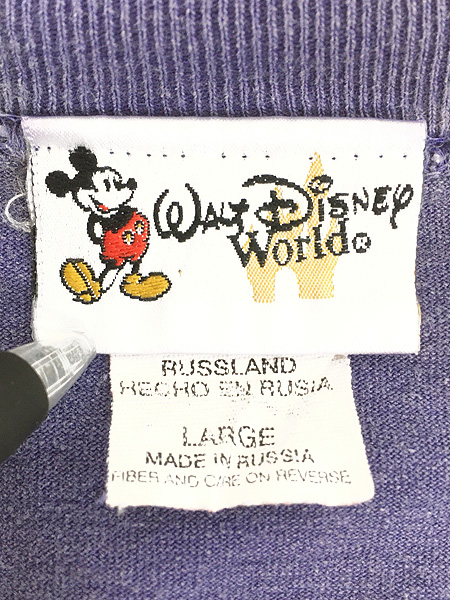 WALT DISNEY
World®
RUSSLAND
HECHO EN RUSIA
LARGE
MADE IN RUSSIA
FIBER AND CARE ON REVERSE